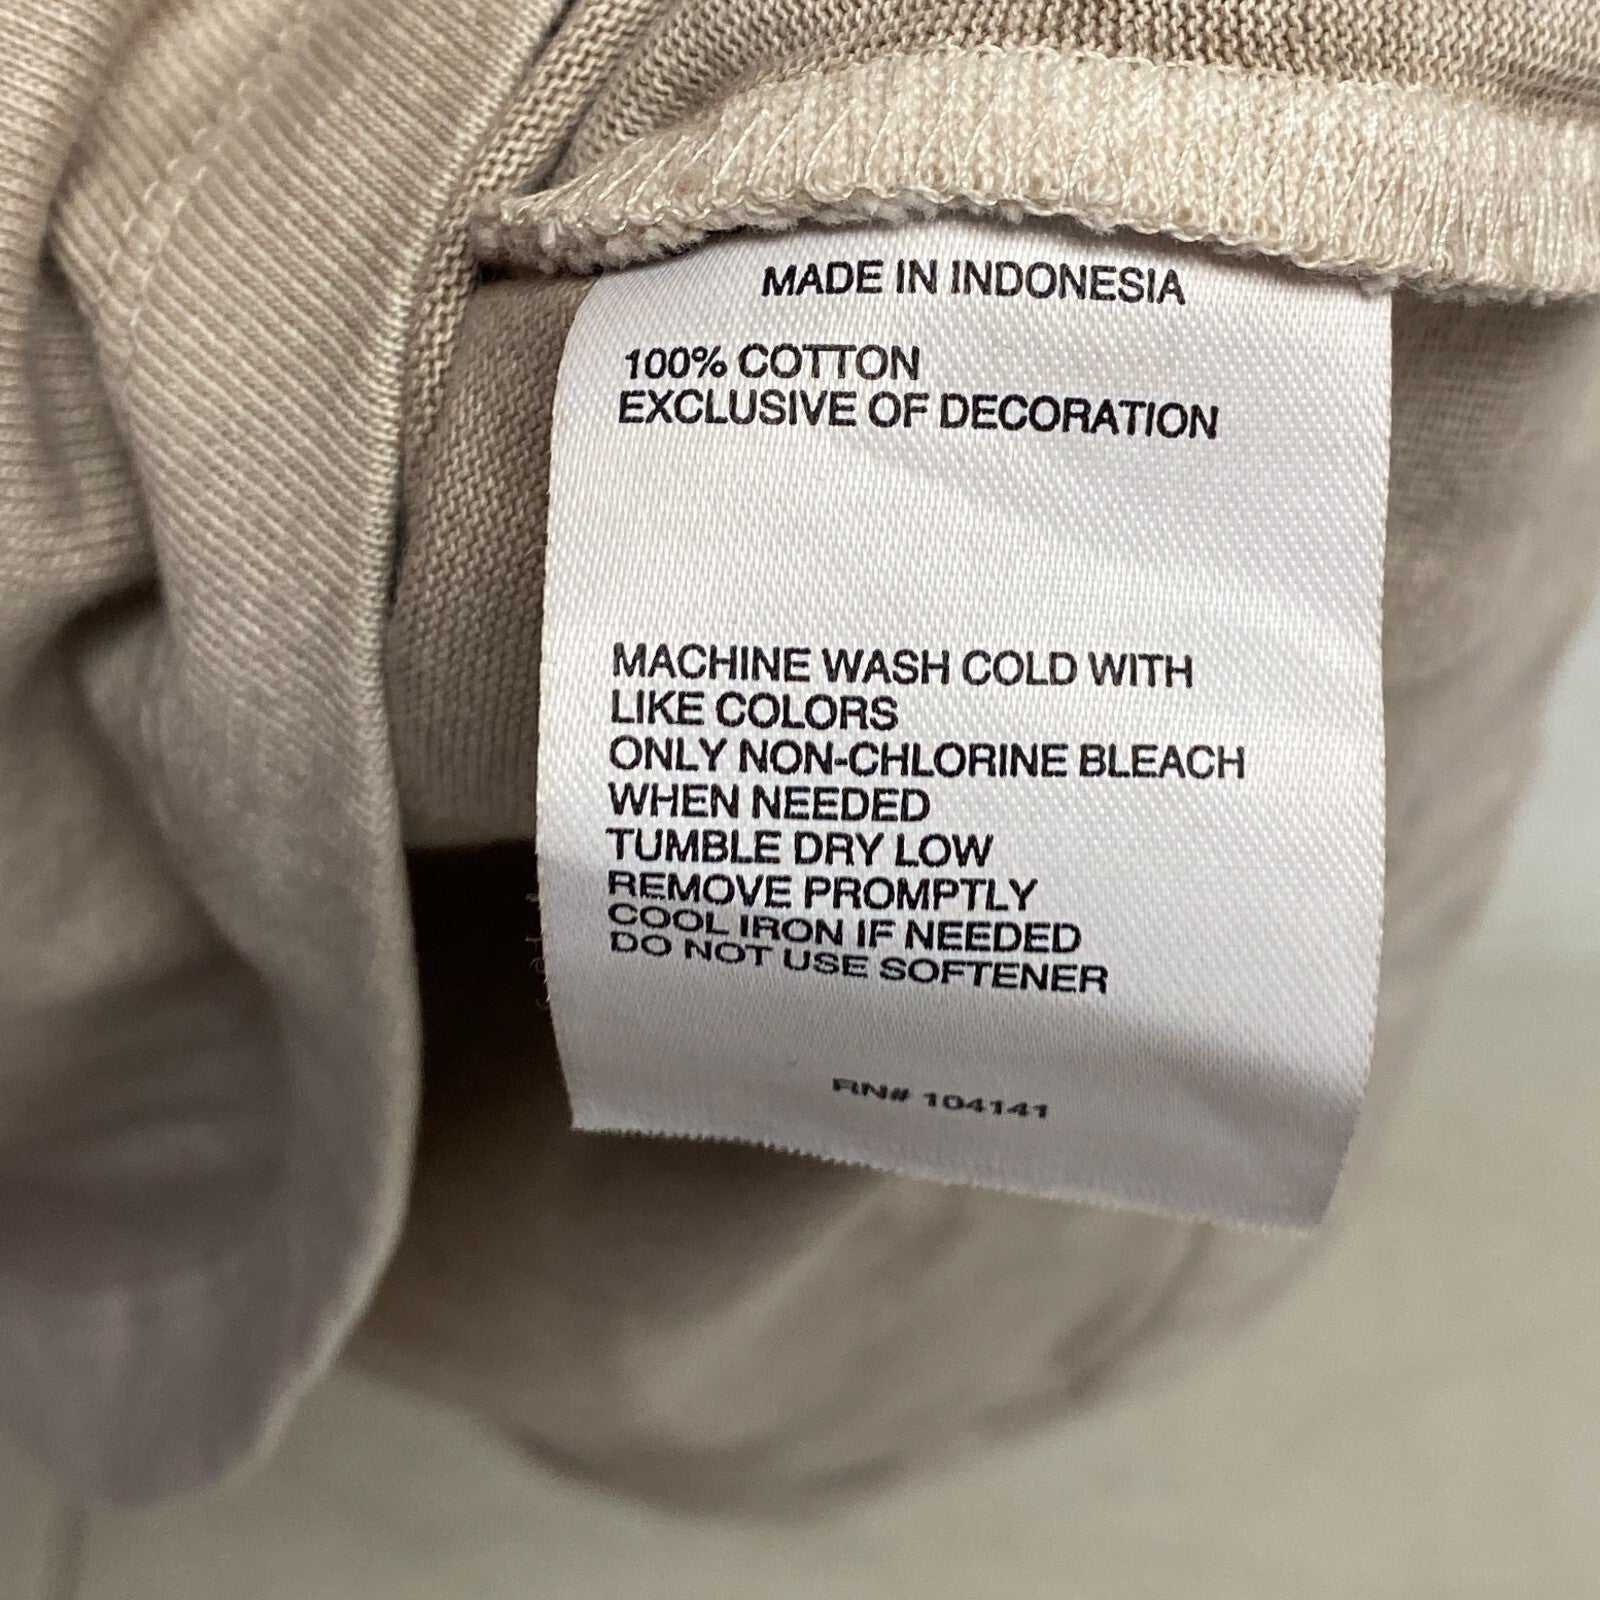 MADE IN INDONESIA
100% COTTON
EXCLUSIVE OF DECORATION
MACHINE WASH COLD WITH
LIKE COLORS
ONLY NON-CHLORINE BLEACH
WHEN NEEDED
TUMBLE DRY LOW
REMOVE PROMPTLY
COOL IRON IF NEEDED
DO NOT USE SOFTENER
RN# 104141